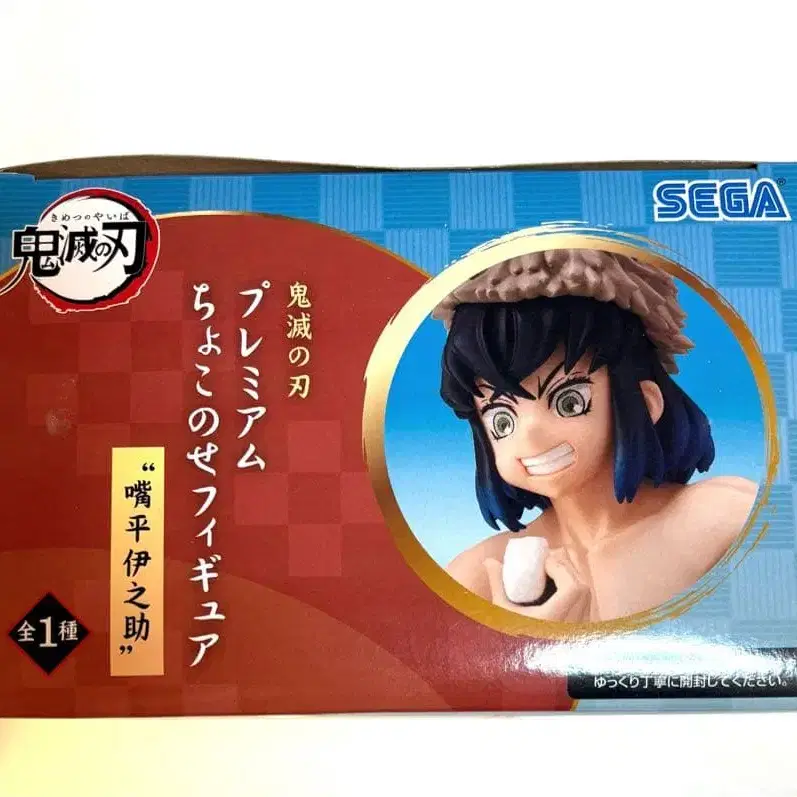 きめつのやいば
鬼滅の刃
SEGA
鬼滅の刃
プレミアム
ちょこのせフィギュア
“嘴平伊之助”
全1種
ゆっくり丁寧に開封してください。